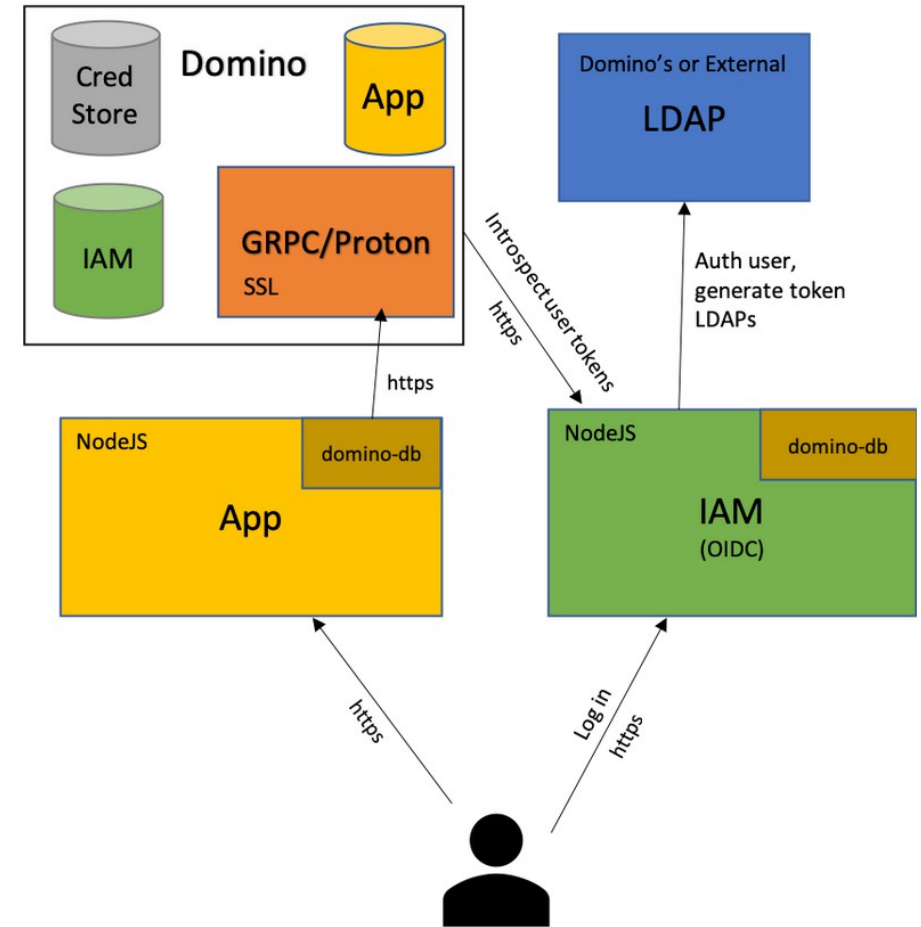 Cred
Store
Domino
App
IAM
GRPC/Proton
SSL
Domino's or External
LDAP
Introspect user tokens
https
Auth user,
generate token
LDAPs
https
NodeJS
domino-db
App
NodeJS
domino-db
IAM
(OIDC)
https
Log in
https